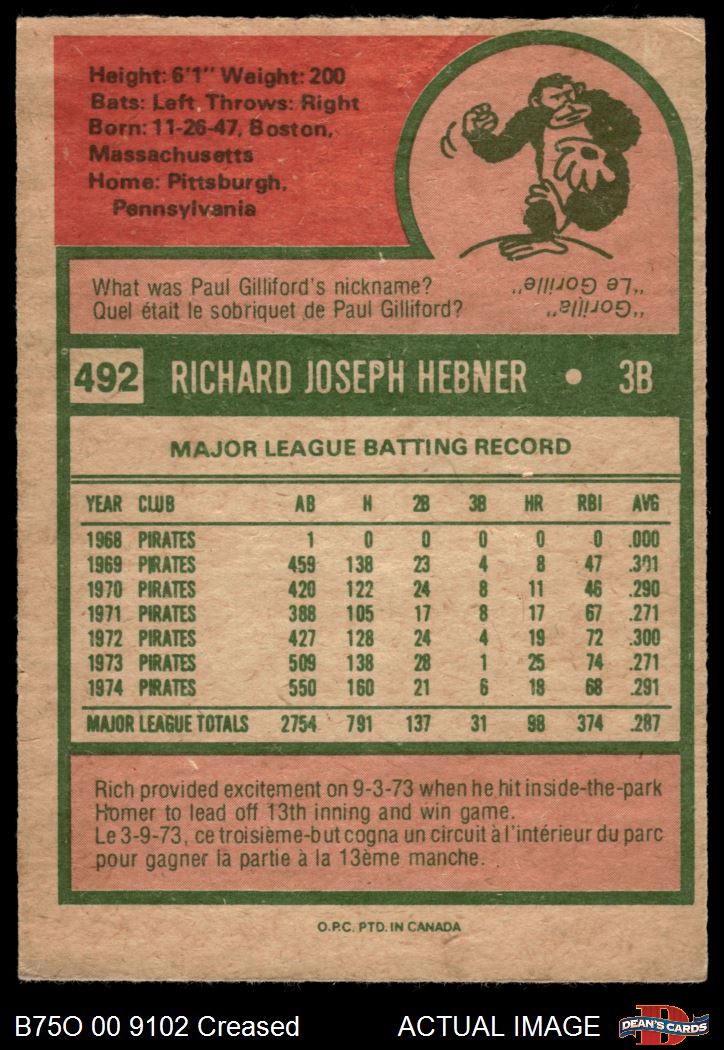 Height: 6'1" Weight: 200
Bats: Left Throws: Right
Born: 11-26-47, Boston,
Massachusetts
Home: Pittsburgh,
Pennsylvania
What was Paul Gilliford's nickname?
Quel était le sobriquet de Paul Gilliford?
"Gorilla"
"Le Gorille"
492 RICHARD JOSEPH HEBNER • 3B
MAJOR LEAGUE BATTING RECORD
YEAR CLUB AB H 2B 3B HR RBI AVG
1968 PIRATES 1 0 0 0 0 0 .000
1969 PIRATES 459 138 23 4 8 47 .301
1970 PIRATES 420 122 24 8 11 46 .290
1971 PIRATES 388 105 17 8 17 67 .271
1972 PIRATES 427 128 24 4 19 72 .300
1973 PIRATES 509 138 28 1 25 74 .271
1974 PIRATES 550 160 21 6 18 68 .291
MAJOR LEAGUE TOTALS 2754 791 137 31 98 374 .287
Rich provided excitement on 9-3-73 when he hit inside-the-park
Homer to lead off 13th inning and win game.
Le 3-9-73, ce troisième-but cogna un circuit à l'intérieur du parc
pour gagner la partie à la 13ème manche.
O.P.C. PTD. IN CANADA
B75O 00 9102 Creased ACTUAL IMAGE
D
DEAN'S CARDS